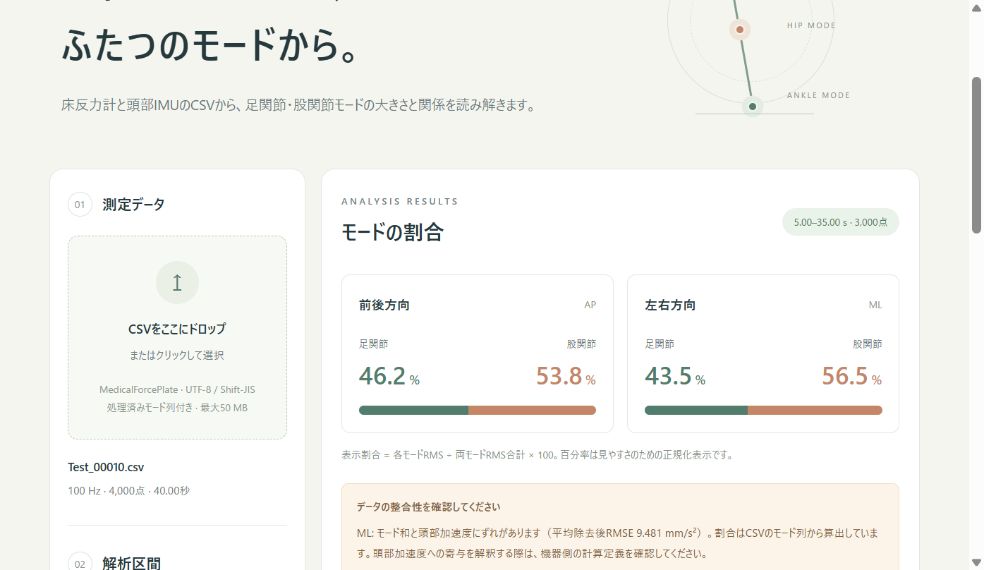 ふたつのモードから。
床反力計と頭部IMUのCSVから、足関節・股関節モードの大きさと関係を読み解きます。
HIP MODE
ANKLE MODE
01 測定データ
CSVをここにドロップ
またはクリックして選択
MedicalForcePlate · UTF-8 / Shift-JIS
処理済みモード列付き · 最大50 MB
Test_00010.csv
100 Hz · 4,000点 · 40.00秒
02 解析区間
ANALYSIS RESULTS
モードの割合
5.00–35.00 s · 3,000点
前後方向 AP
足関節 股関節
46.2 % 53.8 %
左右方向 ML
足関節 股関節
43.5 % 56.5 %
表示割合 = 各モードRMS ÷ 両モードRMS合計 × 100。百分率は見やすさのための正規化表示です。
データの整合性を確認してください
ML: モード和と頭部加速度にずれがあります（平均除去後RMSE 9.481 mm/s²）。割合はCSVのモード列から算出していま
す。頭部加速度への寄与を解釈する際は、機器側の計算定義を確認してください。